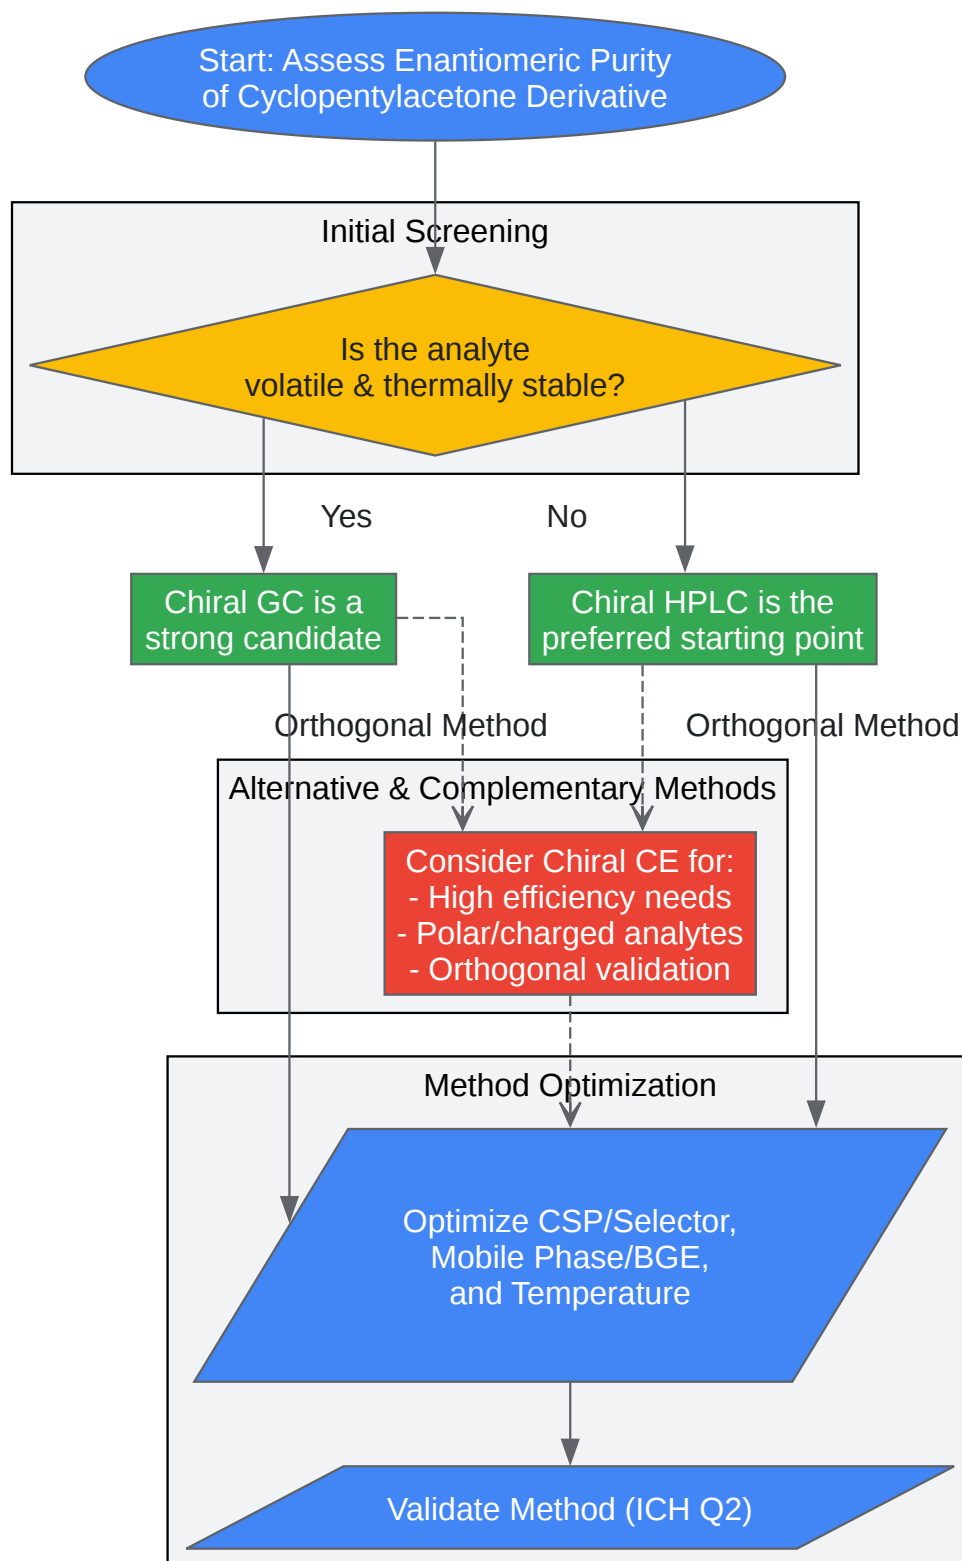 Start: Assess Enantiomeric Purity
of Cyclopentylacetone Derivative
Initial Screening
Is the analyte
volatile & thermally stable?
Yes
No
Chiral GC is a
strong candidate
Chiral HPLC is the
preferred starting point
Orthogonal Method
Orthogonal Method
Alternative & Complementary Methods
Consider Chiral CE for:
- High efficiency needs
- Polar/charged analytes
- Orthogonal validation
Method Optimization
Optimize CSP/Selector,
Mobile Phase/BGE,
and Temperature
Validate Method (ICH Q2)